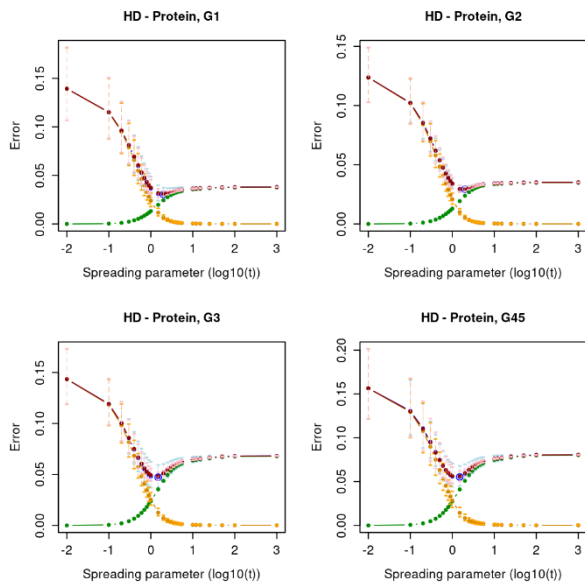 HD - Protein, G1
Error
0.00 0.05 0.10 0.15
-2 -1 0 1 2 3
Spreading parameter (log10(t))
HD - Protein, G2
Error
0.00 0.05 0.10 0.15
-2 -1 0 1 2 3
Spreading parameter (log10(t))
HD - Protein, G3
Error
0.00 0.05 0.10 0.15
-2 -1 0 1 2 3
Spreading parameter (log10(t))
HD - Protein, G45
Error
0.00 0.05 0.10 0.15 0.20
-2 -1 0 1 2 3
Spreading parameter (log10(t))